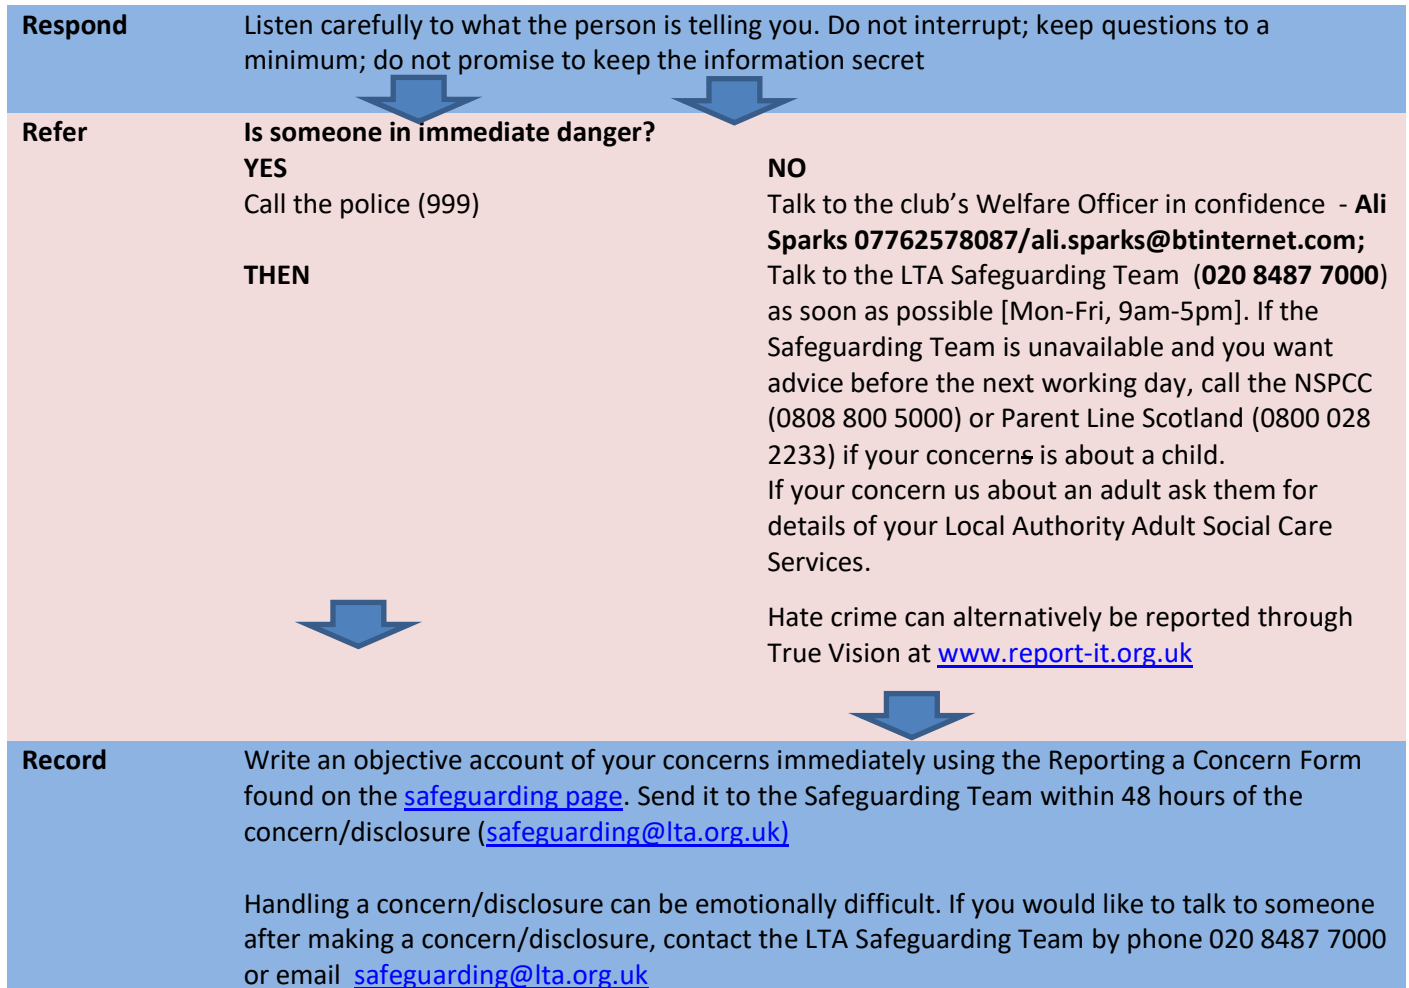 Respond
Listen carefully to what the person is telling you. Do not interrupt; keep questions to a
minimum; do not promise to keep the information secret
Refer
Is someone in immediate danger?
YES
Call the police (999)
THEN
NO
Talk to the club’s Welfare Officer in confidence - Ali
Sparks 07762578087/ali.sparks@btinternet.com;
Talk to the LTA Safeguarding Team (020 8487 7000)
as soon as possible [Mon-Fri, 9am-5pm]. If the
Safeguarding Team is unavailable and you want
advice before the next working day, call the NSPCC
(0808 800 5000) or Parent Line Scotland (0800 028
2233) if your concerns is about a child.
If your concern us about an adult ask them for
details of your Local Authority Adult Social Care
Services.
Hate crime can alternatively be reported through
True Vision at www.report-it.org.uk
Record
Write an objective account of your concerns immediately using the Reporting a Concern Form
found on the safeguarding page. Send it to the Safeguarding Team within 48 hours of the
concern/disclosure (safeguarding@lta.org.uk)
Handling a concern/disclosure can be emotionally difficult. If you would like to talk to someone
after making a concern/disclosure, contact the LTA Safeguarding Team by phone 020 8487 7000
or email safeguarding@lta.org.uk